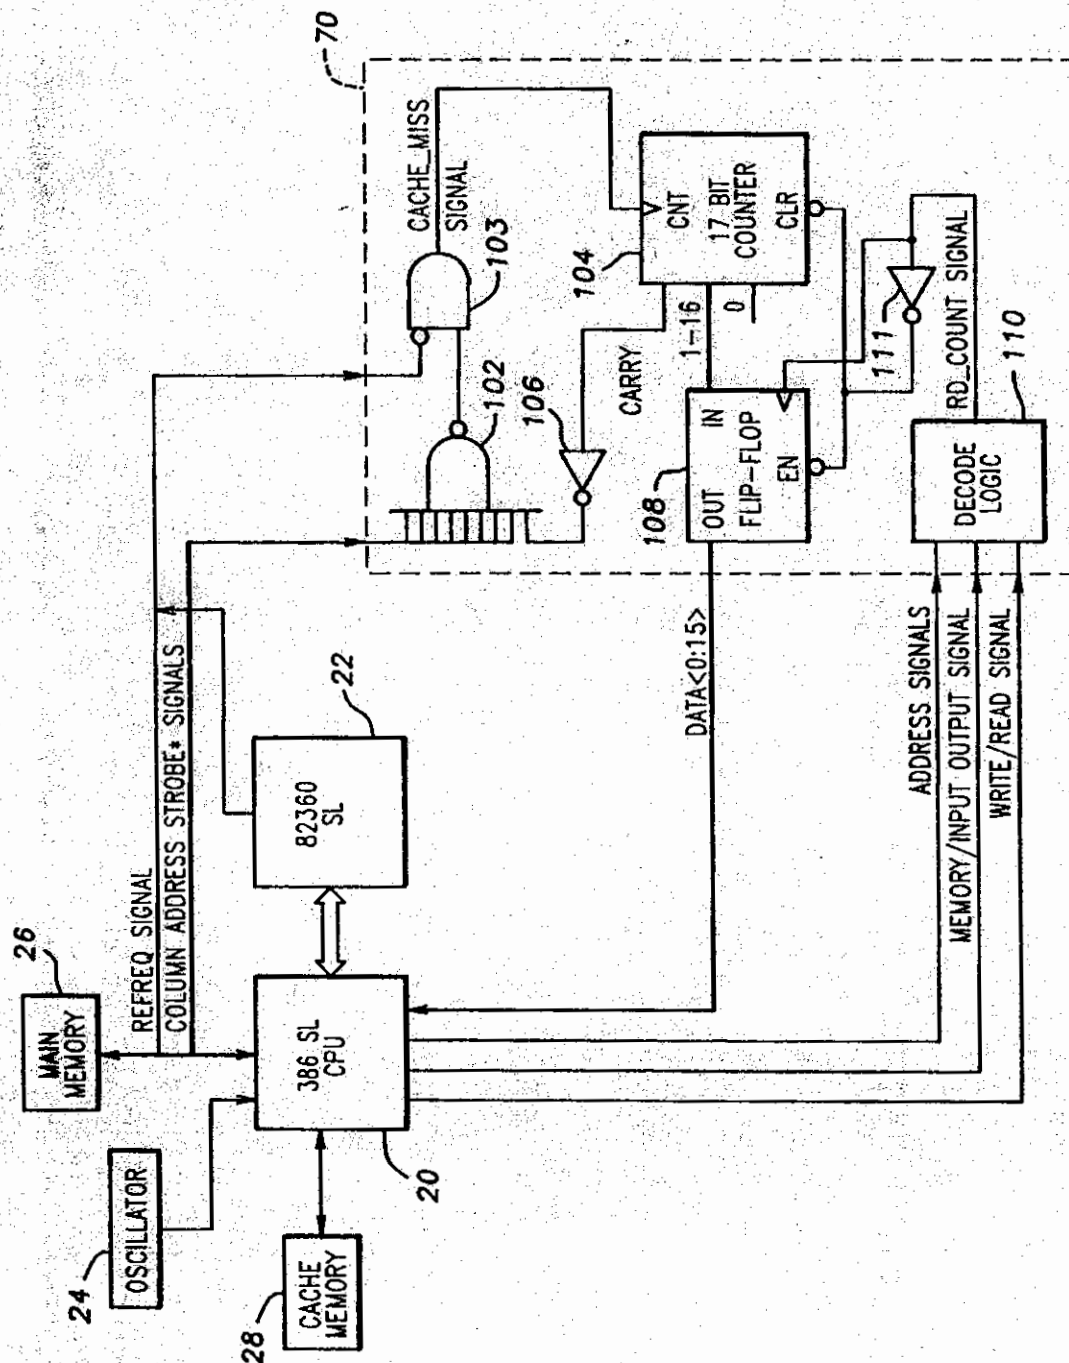 70
CACHE_MISS
SIGNAL
103
102
106
CARRY
104
CNT
17 BIT
COUNTER
CLR
1-16
0
108
OUT IN
FLIP-FLOP
EN
111
RD_COUNT SIGNAL
110
DECODE
LOGIC
26
MAIN
MEMORY
REFREQ SIGNAL
COLUMN ADDRESS STROBE* SIGNALS
22
82360
SL
386 SL
CPU
20
24
OSCILLATOR
28
CACHE
MEMORY
DATA<0:15>
ADDRESS SIGNALS
MEMORY/INPUT OUTPUT SIGNAL
WRITE/READ SIGNAL